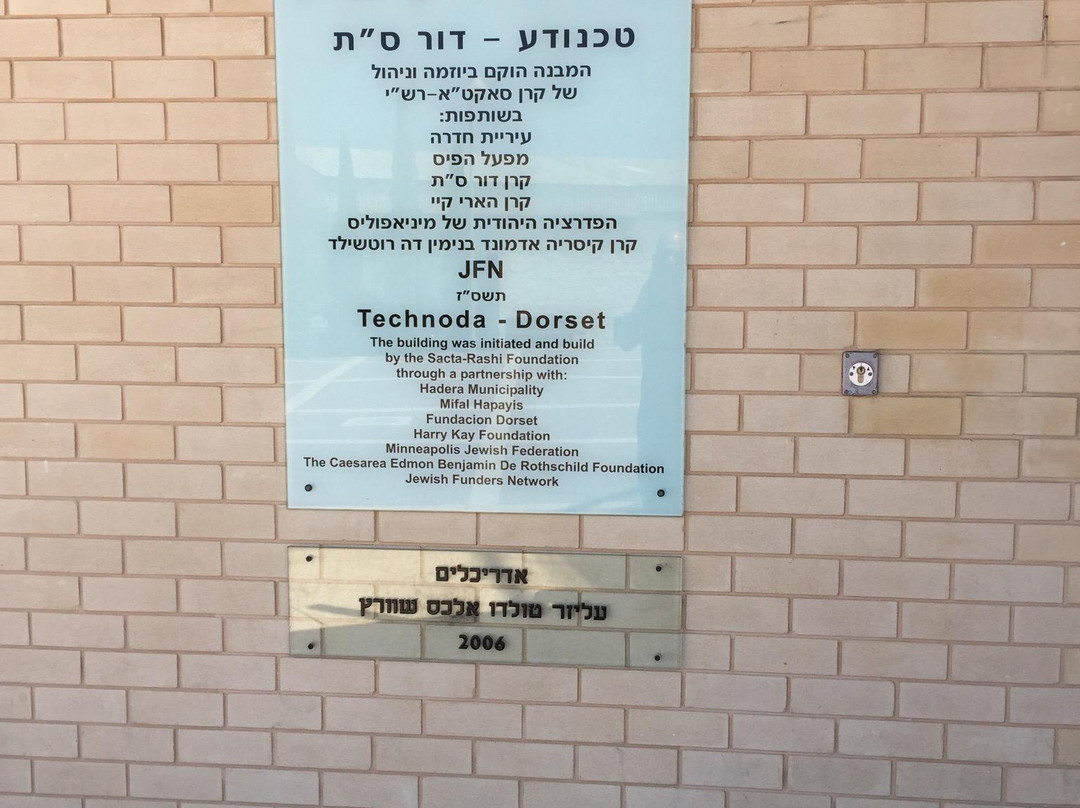 טכנודע – דור ס"ת
המבנה הוקם ביוזמה וניהול
של קרן סאקט"א–רש"י
בשותפות:
עיריית חדרה
מפעל הפיס
קרן דור ס"ת
קרן הארי קיי
הפדרציה היהודית של מיניאפוליס
קרן קיסריה אדמונד בנימין דה רוטשילד
JFN
תשס"ז
Technoda - Dorset
The building was initiated and build
by the Sacta-Rashi Foundation
through a partnership with:
Hadera Municipality
Mifal Hapayis
Fundacion Dorset
Harry Kay Foundation
Minneapolis Jewish Federation
The Caesarea Edmon Benjamin De Rothschild Foundation
Jewish Funders Network
אדריכלים
עליזר טולדו אלכס שוורץ
2006